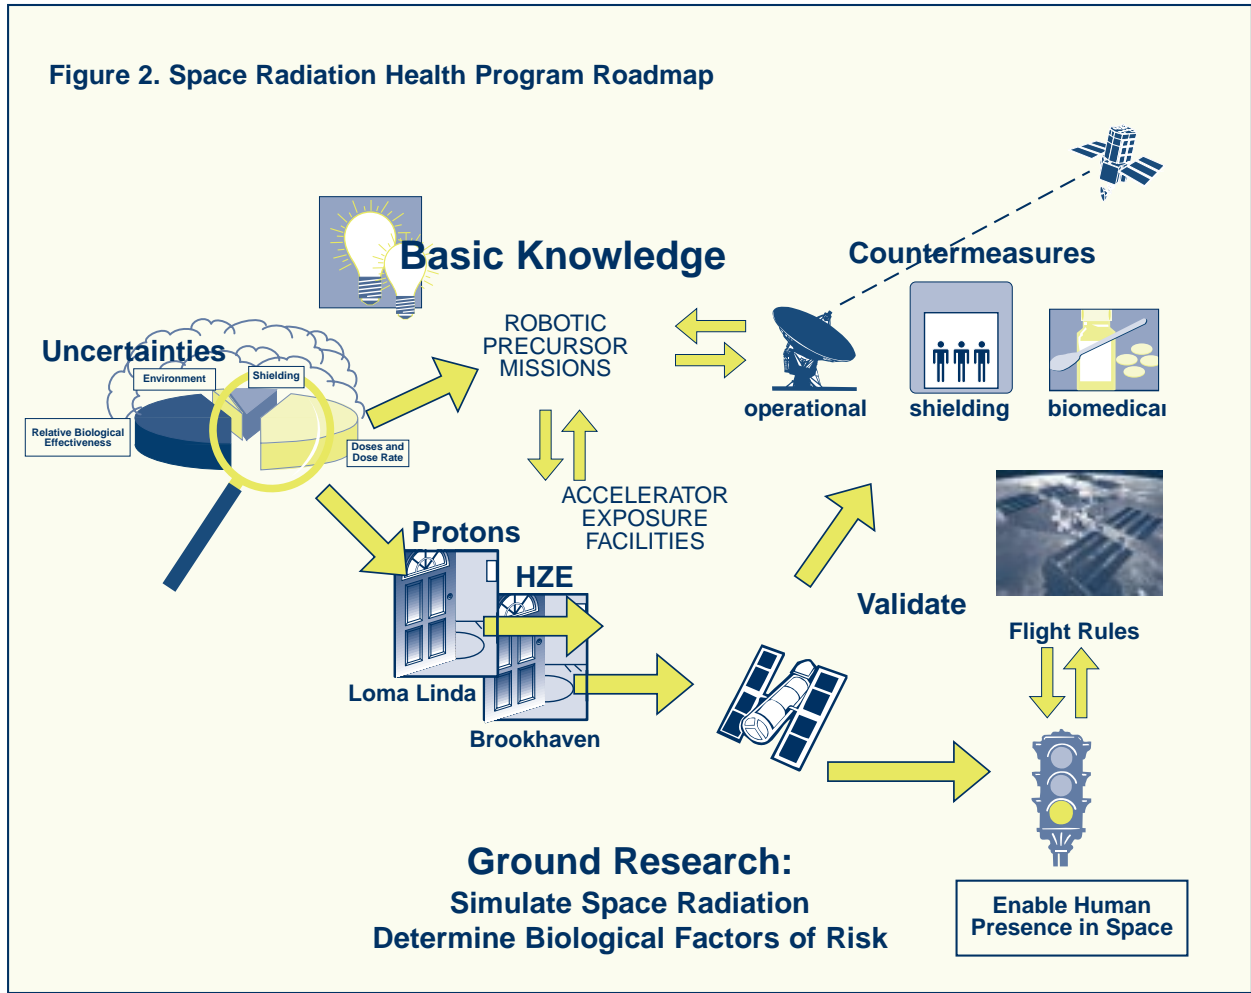 Figure 2. Space Radiation Health Program Roadmap
Basic Knowledge
Countermeasures
ROBOTIC
PRECURSOR
MISSIONS
Uncertainties
Environment
Shielding
Relative Biological
Effectiveness
Doses and
Dose Rate
operational
shielding
biomedical
ACCELERATOR
EXPOSURE
FACILITIES
Protons
HZE
Loma Linda
Brookhaven
Validate
Flight Rules
Ground Research:
Simulate Space Radiation
Determine Biological Factors of Risk
Enable Human
Presence in Space